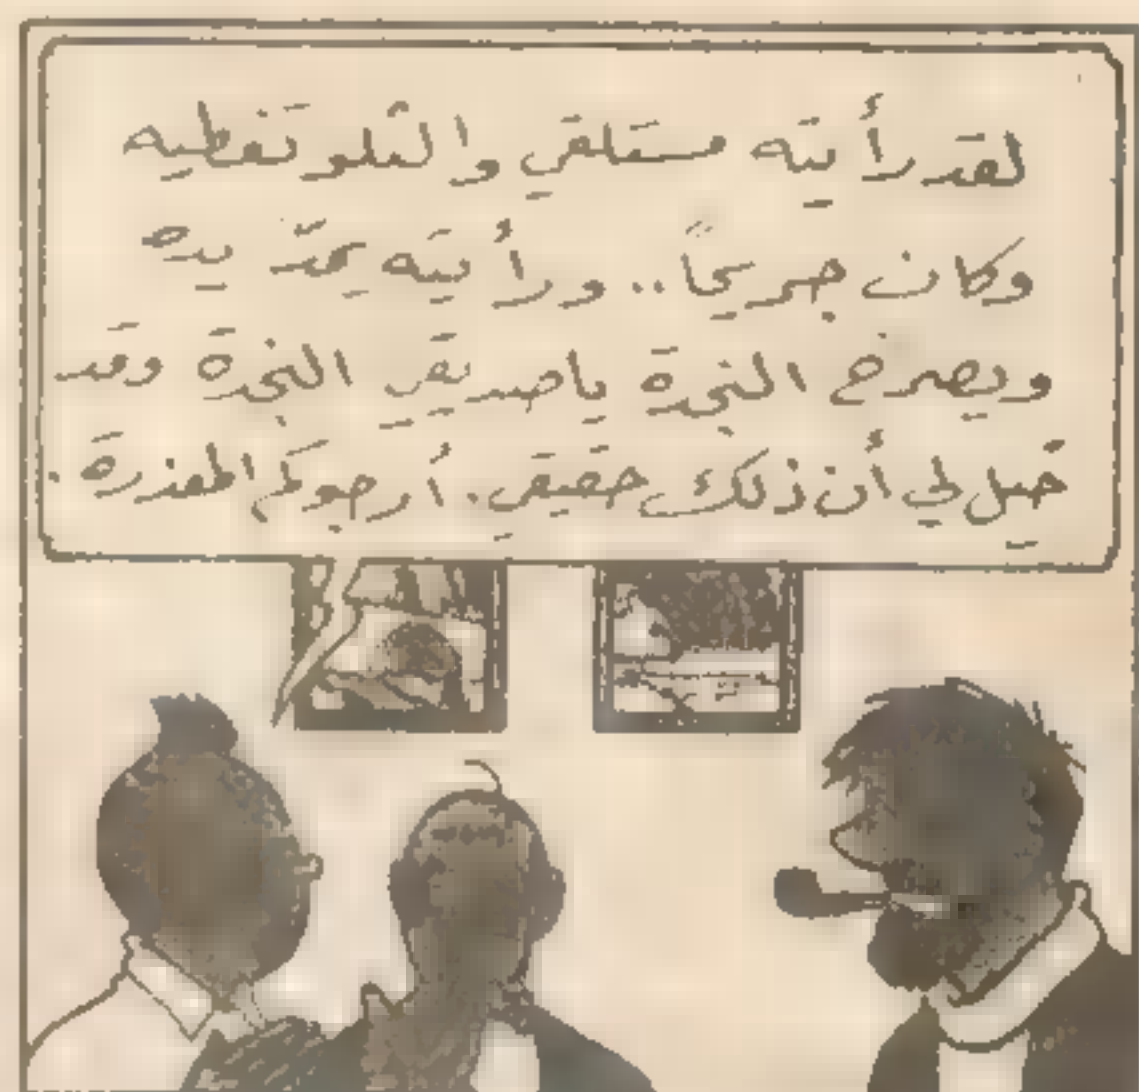 لقد رأيته مستلقي والثلو تغطيه
وكان جريحاً.. ورأيته يمدّ يده
ويصرخ النجدة ياصديقي النجدة وقد
خيل لي أن ذلك حقيقي. أرجوكم المعذرة.